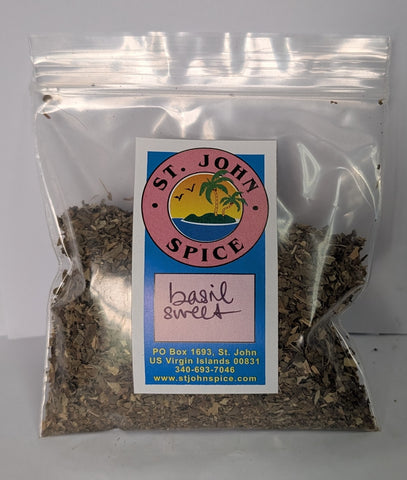 ST. JOHN
SPICE
basil
sweet
PO Box 1693, St. John
US Virgin Islands 00831
340-693-7046
www.stjohnspice.com